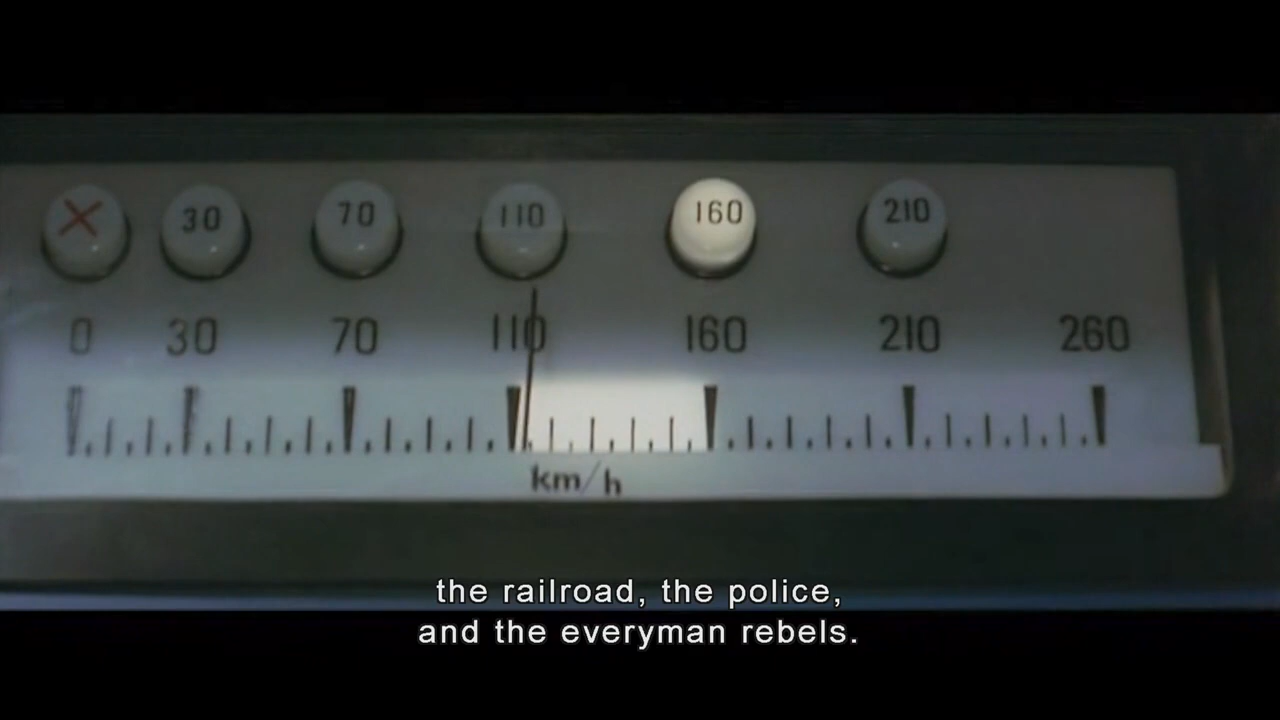 X 30 70 110 160 210
0 30 70 110 160 210 260
km/h
the railroad, the police,
and the everyman rebels.